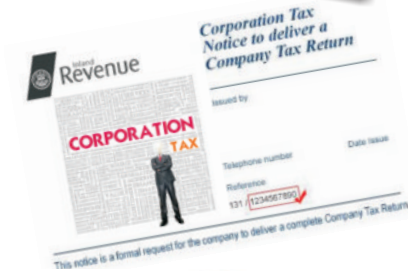 Inland
Revenue
Corporation Tax
Notice to deliver a
Company Tax Return
Issued by
CORPORATION
TAX
Date Issue
Telephone number
Reference
131 / 1234567890
This notice is a formal request for the company to deliver a complete Company Tax Return